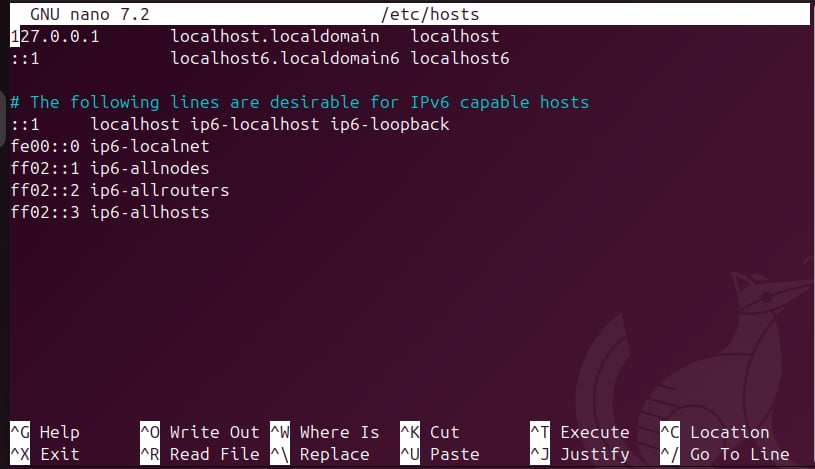 GNU nano 7.2 /etc/hosts
127.0.0.1 localhost.localdomain localhost
::1 localhost6.localdomain6 localhost6
# The following lines are desirable for IPv6 capable hosts
::1 localhost ip6-localhost ip6-loopback
fe00::0 ip6-localnet
ff02::1 ip6-allnodes
ff02::2 ip6-allrouters
ff02::3 ip6-allhosts
^G Help ^O Write Out ^W Where Is ^K Cut ^T Execute ^C Location
^X Exit ^R Read File ^\ Replace ^U Paste ^J Justify ^/ Go To Line